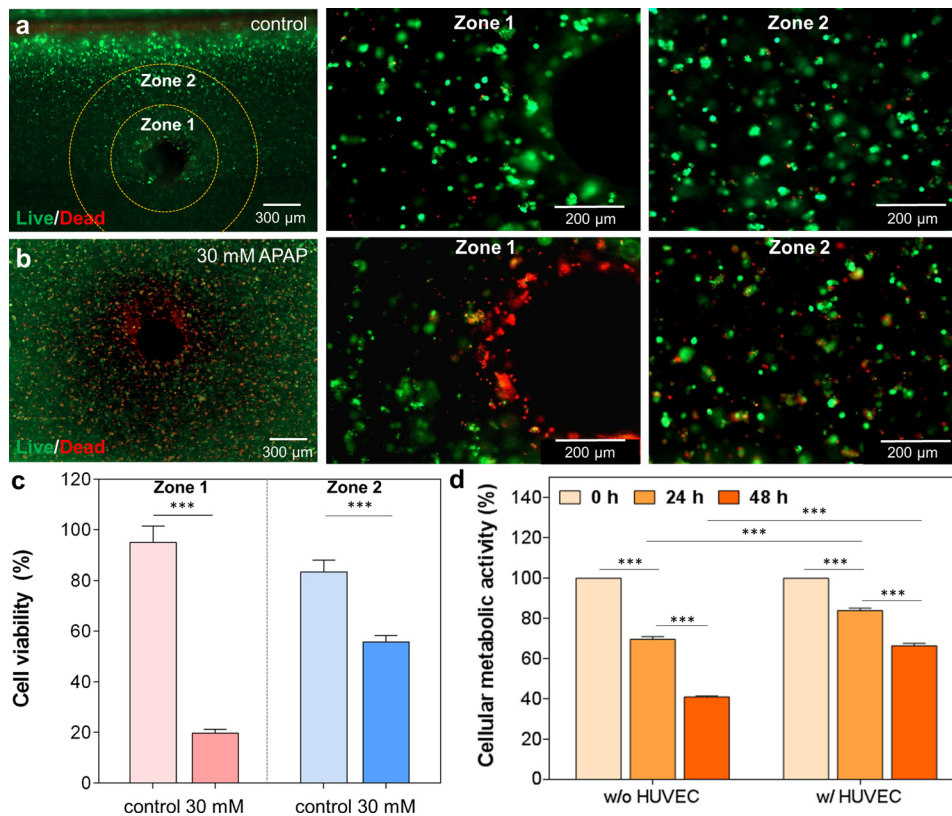 a
control
Zone 2
Zone 1
Live/Dead
300 µm
Zone 1
200 µm
Zone 2
200 µm
b
30 mM APAP
Live/Dead
300 µm
Zone 1
200 µm
Zone 2
200 µm
c
Cell viability (%)
120
100
80
60
40
20
0
Zone 1
Zone 2
***
***
control 30 mM
control 30 mM
d
Cellular metabolic activity (%)
140
120
100
80
60
40
20
0
0 h
24 h
48 h
***
***
***
***
***
***
w/o HUVEC
w/ HUVEC